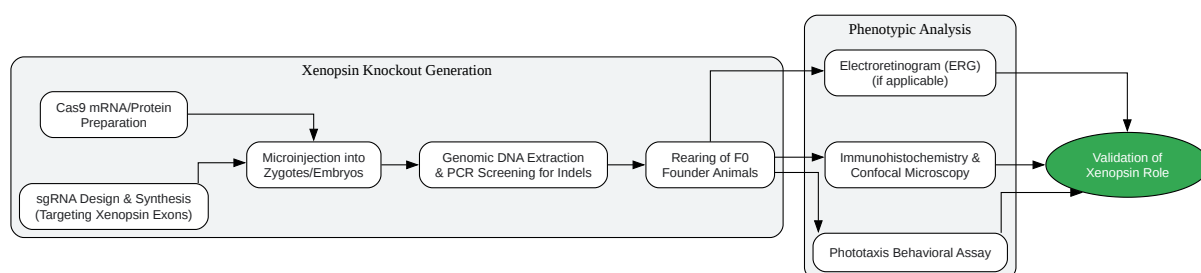 Xenopsin Knockout Generation
Cas9 mRNA/Protein
Preparation
sgRNA Design & Synthesis
(Targeting Xenopsin Exons)
Microinjection into
Zygotes/Embryos
Genomic DNA Extraction
& PCR Screening for Indels
Rearing of F0
Founder Animals
Phenotypic Analysis
Electroretinogram (ERG)
(if applicable)
Immunohistochemistry &
Confocal Microscopy
Phototaxis Behavioral Assay
Validation of
Xenopsin Role